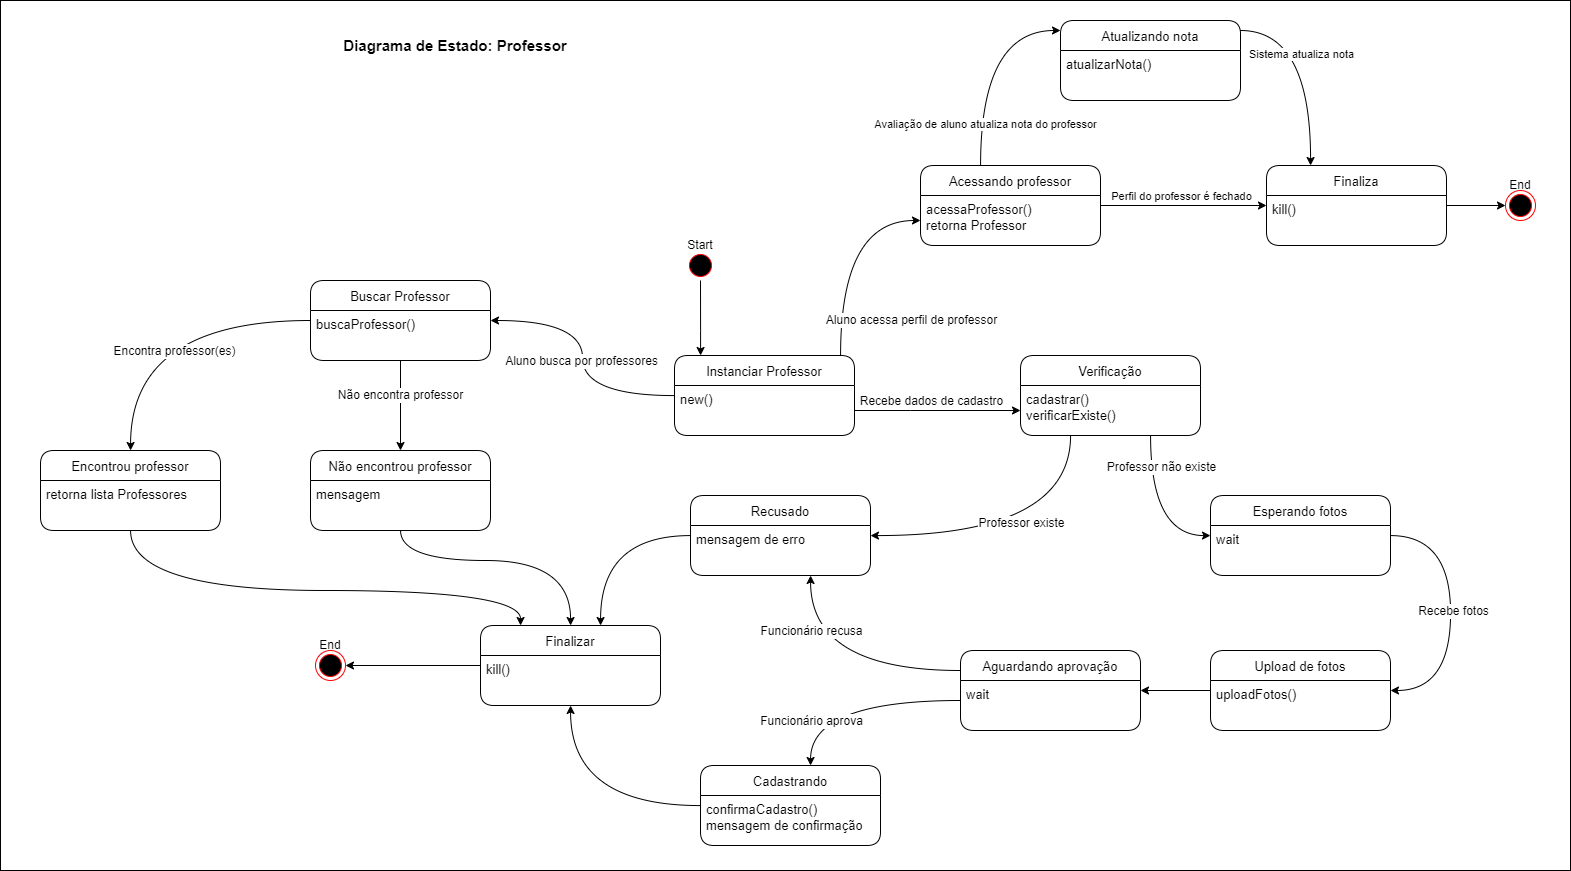 Diagrama de Estado: Professor
Atualizando nota
atualizarNota()
Sistema atualiza nota
Avaliação de aluno atualiza nota do professor
Acessando professor
acessaProfessor()
retorna Professor
Perfil do professor é fechado
Finaliza
kill()
End
Start
Buscar Professor
buscaProfessor()
Aluno acessa perfil de professor
Encontra professor(es)
Aluno busca por professores
Não encontra professor
Instanciar Professor
new()
Recebe dados de cadastro
Verificação
cadastrar()
verificarExiste()
Encontrou professor
retorna lista Professores
Não encontrou professor
mensagem
Professor não existe
Recusado
mensagem de erro
Professor existe
Esperando fotos
wait
Recebe fotos
Funcionário recusa
End
Finalizar
kill()
Aguardando aprovação
wait
Upload de fotos
uploadFotos()
Funcionário aprova
Cadastrando
confirmaCadastro()
mensagem de confirmação